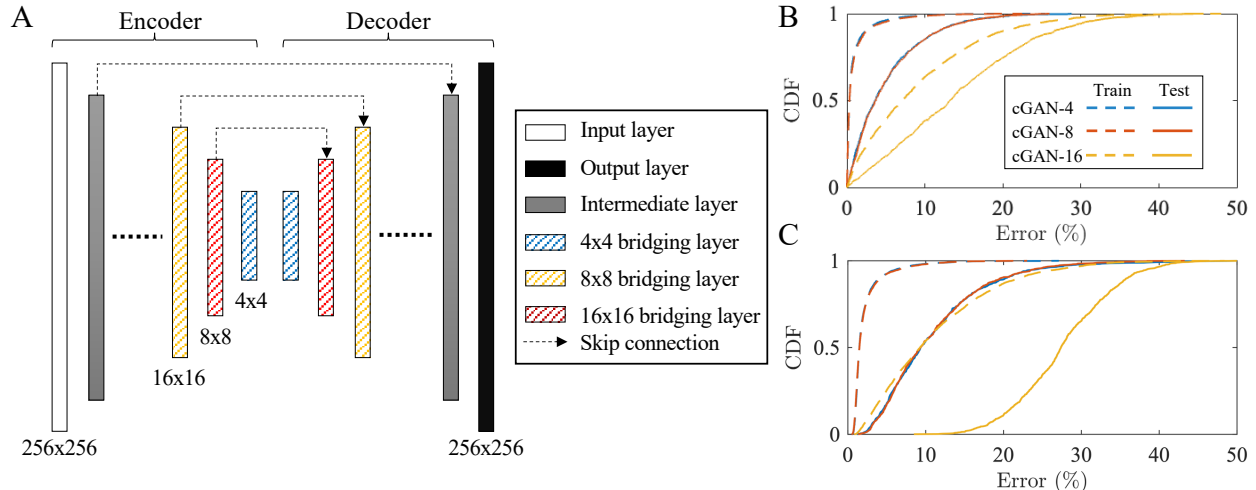 A
Encoder
Decoder
4x4
8x8
16x16
256x256
256x256
Input layer
Output layer
Intermediate layer
4x4 bridging layer
8x8 bridging layer
16x16 bridging layer
Skip connection
B
1
0.5
0
CDF
0 10 20 30 40 50
Error (%)
Train Test
cGAN-4
cGAN-8
cGAN-16
C
1
0.5
0
CDF
0 10 20 30 40 50
Error (%)